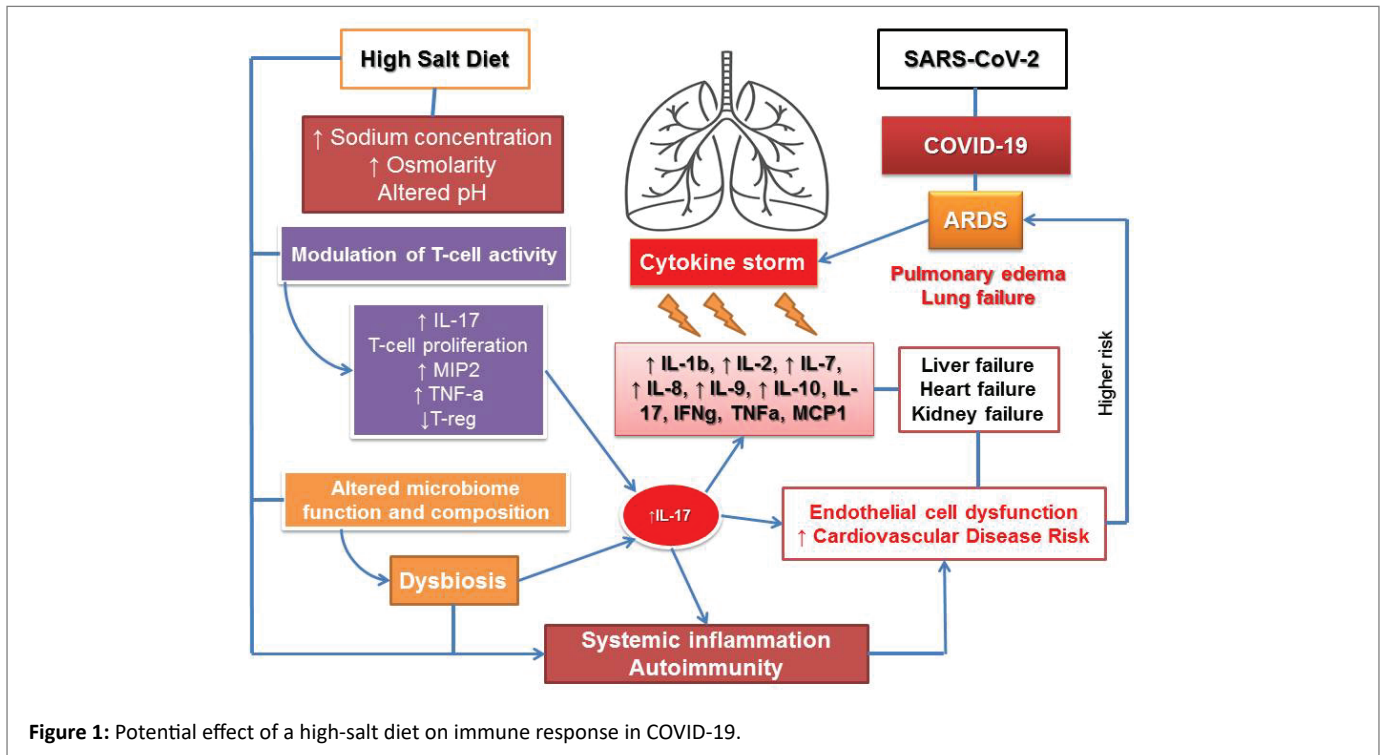 High Salt Diet
↑ Sodium concentration
↑ Osmolarity
Altered pH
Modulation of T-cell activity
↑ IL-17
T-cell proliferation
↑ MIP2
↑ TNF-a
↓T-reg
Altered microbiome
function and composition
Dysbiosis
SARS-CoV-2
COVID-19
ARDS
Pulmonary edema
Lung failure
Cytokine storm
↑ IL-1b, ↑ IL-2, ↑ IL-7,
↑ IL-8, ↑ IL-9, ↑ IL-10, IL-
17, IFNg, TNFa, MCP1
Liver failure
Heart failure
Kidney failure
Higher risk
↑IL-17
Endothelial cell dysfunction
↑ Cardiovascular Disease Risk
Systemic inflammation
Autoimmunity
Figure 1: Potential effect of a high-salt diet on immune response in COVID-19.